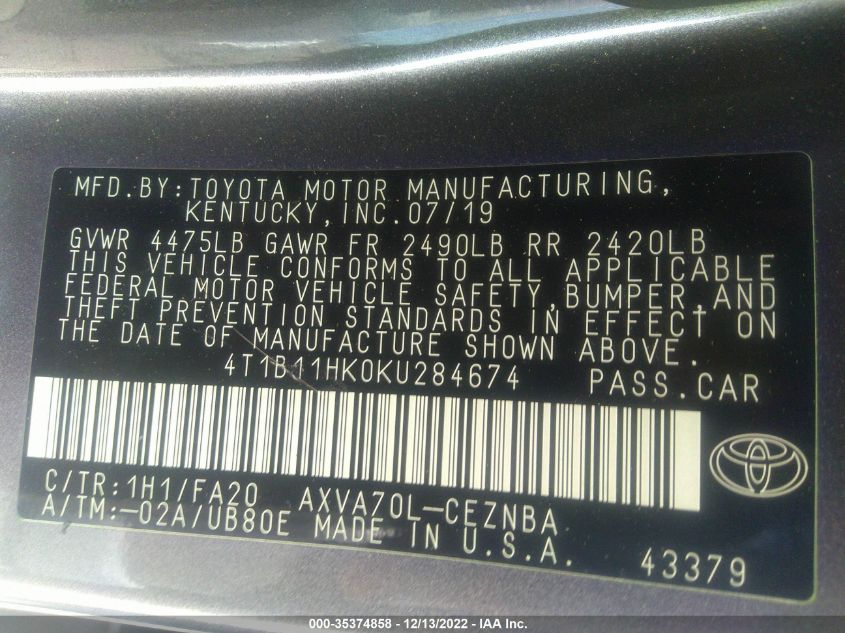 MFD.BY:TOYOTA MOTOR MANUFACTURING,
KENTUCKY,INC.07/19
GVWR 4475LB GAWR FR 2490LB RR 2420LB
THIS VEHICLE CONFORMS TO ALL APPLICABLE
FEDERAL MOTOR VEHICLE SAFETY,BUMPER,AND
THEFT PREVENTION STANDARDS IN EFFECT ON
THE DATE OF MANUFACTURE SHOWN ABOVE.
4T1B11HK0KU284674 PASS.CAR
C/TR:1H1/FA20 AXVA70L-CEZNBA
A/TM:-02A/UB80E MADE IN U.S.A.
43379
000-35374858 - 12/13/2022 - IAA Inc.